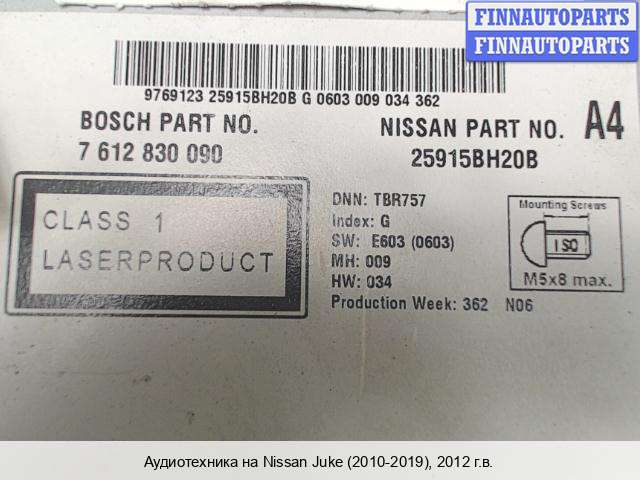 FINNAUTOPARTS
FINNAUTOPARTS
9769123 25915BH20B G 0603 009 034 362
BOSCH PART NO.
7 612 830 090
NISSAN PART NO.
25915BH20B
A4
CLASS 1
LASERPRODUCT
DNN: TBR757
Index: G
SW: E603 (0603)
MH: 009
HW: 034
Production Week: 362 N06
Mounting Screws
ISO
M5x8 max.
Аудиотехника на Nissan Juke (2010-2019), 2012 г.в.